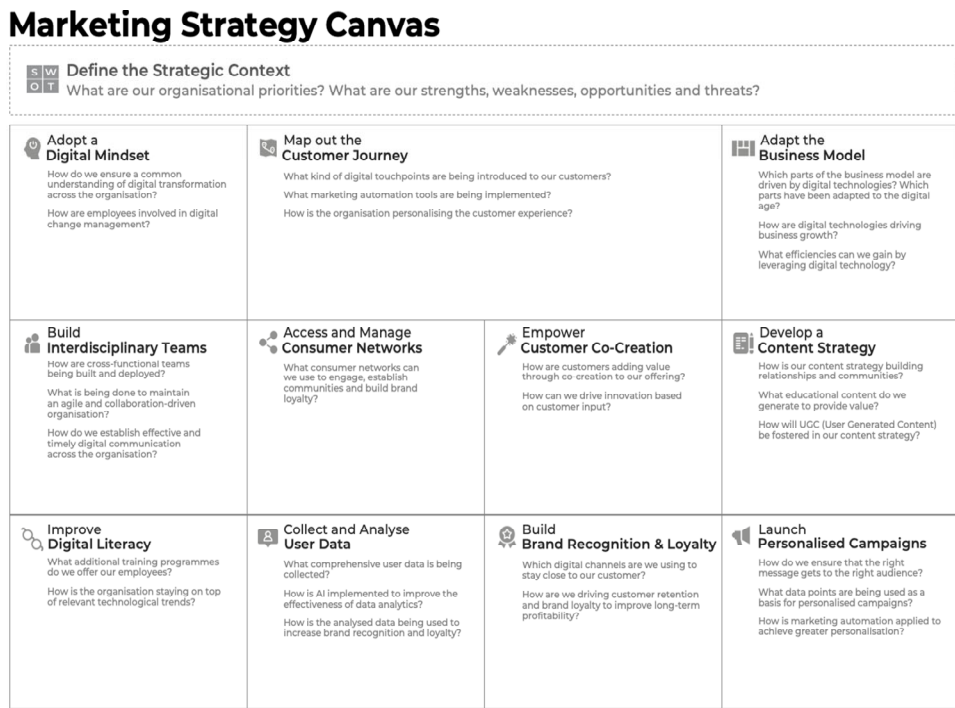 Marketing Strategy Canvas
S W
O T
Define the Strategic Context
What are our organisational priorities? What are our strengths, weaknesses, opportunities and threats?
Adopt a
Digital Mindset
How do we ensure a common
understanding of digital transformation
across the organisation?
How are employees involved in digital
change management?
Map out the
Customer Journey
What kind of digital touchpoints are being introduced to our customers?
What marketing automation tools are being implemented?
How is the organisation personalising the customer experience?
Adapt the
Business Model
Which parts of the business model are
driven by digital technologies? Which
parts have been adapted to the digital
age?
How are digital technologies driving
business growth?
What efficiencies can we gain by
leveraging digital technology?
Build
Interdisciplinary Teams
How are cross-functional teams
being built and deployed?
What is being done to maintain
an agile and collaboration-driven
organisation?
How do we establish effective and
timely digital communication
across the organisation?
Access and Manage
Consumer Networks
What consumer networks can
we use to engage, establish
communities and build brand
loyalty?
Empower
Customer Co-Creation
How are customers adding value
through co-creation to our offering?
How can we drive innovation based
on customer input?
Develop a
Content Strategy
How is our content strategy building
relationships and communities?
What educational content do we
generate to provide value?
How will UGC (User Generated Content)
be fostered in our content strategy?
Improve
Digital Literacy
What additional training programmes
do we offer our employees?
How is the organisation staying on top
of relevant technological trends?
Collect and Analyse
User Data
What comprehensive user data is being
collected?
How is AI implemented to improve the
effectiveness of data analytics?
How is the analysed data being used to
increase brand recognition and loyalty?
Build
Brand Recognition & Loyalty
Which digital channels are we using to
stay close to our customer?
How are we driving customer retention
and brand loyalty to improve long-term
profitability?
Launch
Personalised Campaigns
How do we ensure that the right
message gets to the right audience?
What data points are being used as a
basis for personalised campaigns?
How is marketing automation applied to
achieve greater personalisation?